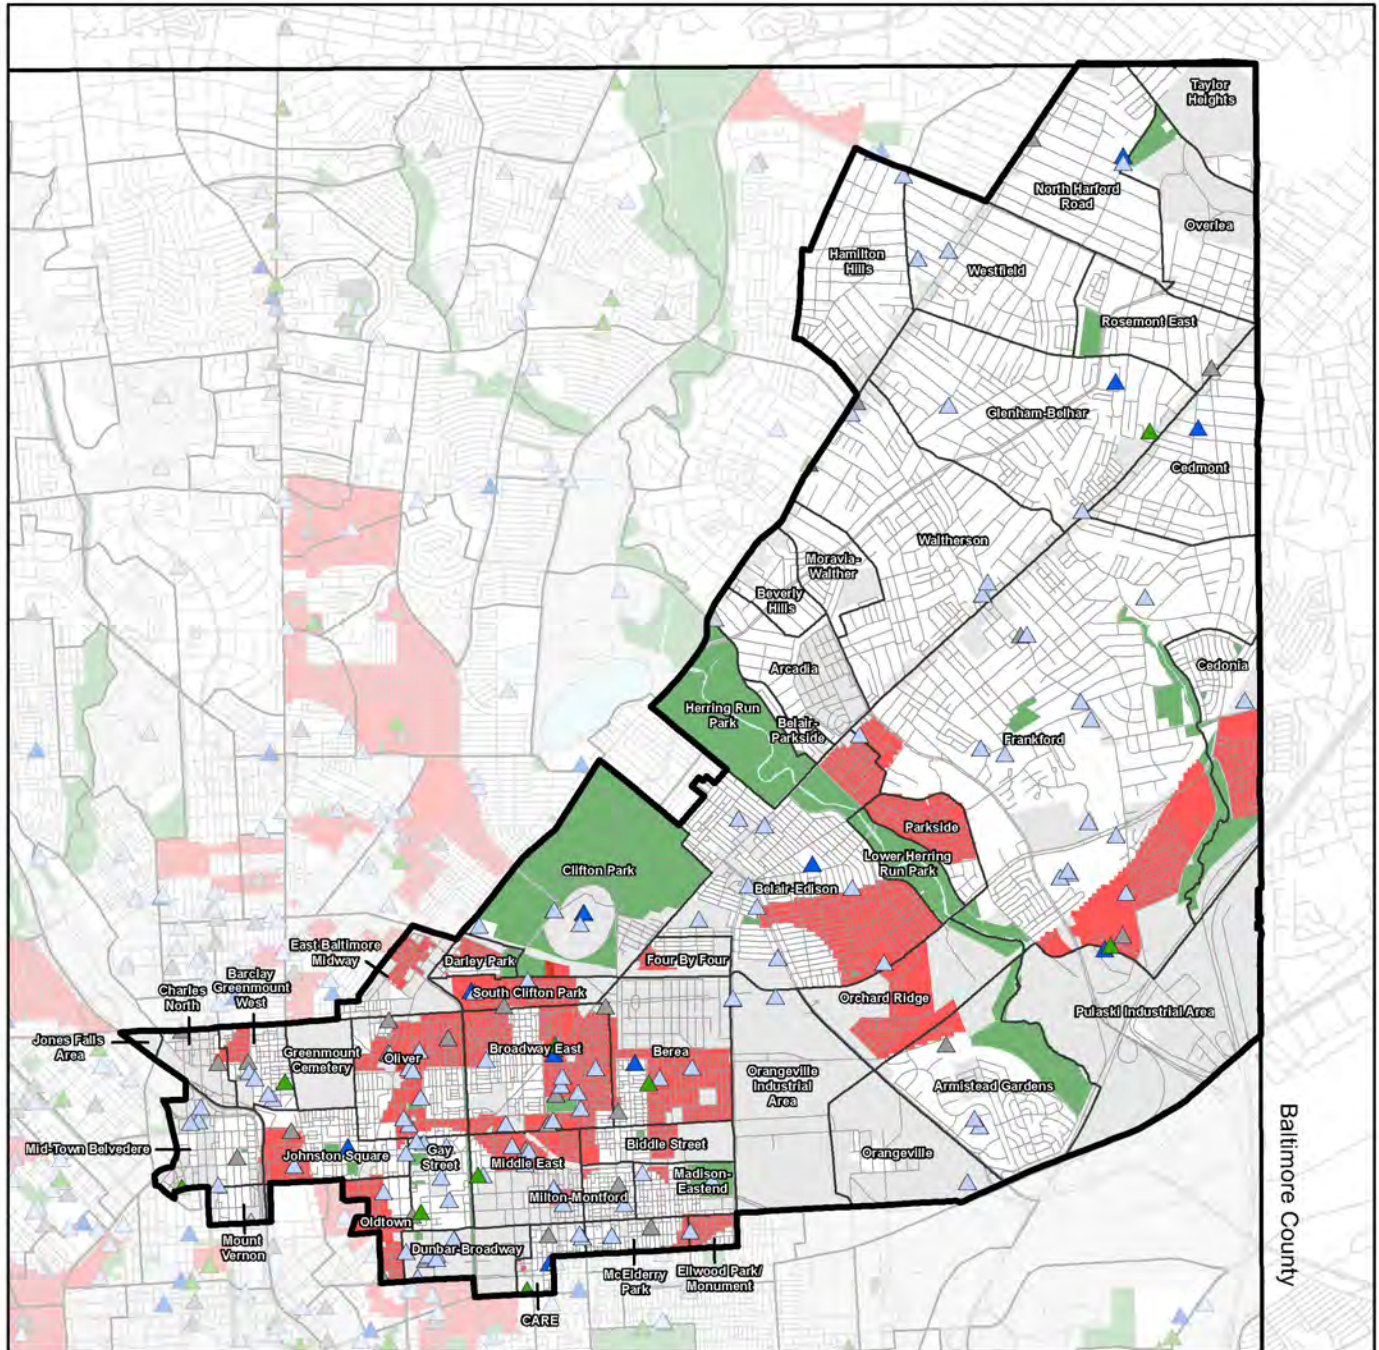 Taylor
Heights
North Harford
Road
Overlea
Hamilton
Hills
Westfield
Rosemont East
Glenham-Belhar
Cedmont
Waltherson
Moravia-
Walther
Beverly
Hills
Cedonia
Arcadia
Herring Run
Park
Belair-
Parkside
Frankford
Parkside
Lower Herring
Run Park
Clifton Park
Belair-Edison
East Baltimore
Midway
Darley Park
Four By Four
Barclay
Greenmount
West
Charles
North
South Clifton Park
Orchard Ridge
Pulaski Industrial Area
Jones Falls
Area
Greenmount
Cemetery
Oliver
Broadway East
Berea
Orangeville
Industrial
Area
Armistead Gardens
Mid-Town Belvedere
Johnston Square
Gay
Street
Middle East
Biddle Street
Orangeville
Madison-
Eastend
Milton-Montford
Oldtown
Mount
Vernon
Dunbar-Broadway
McElderry
Park
Ellwood Park/
Monument
CARE
Baltimore County